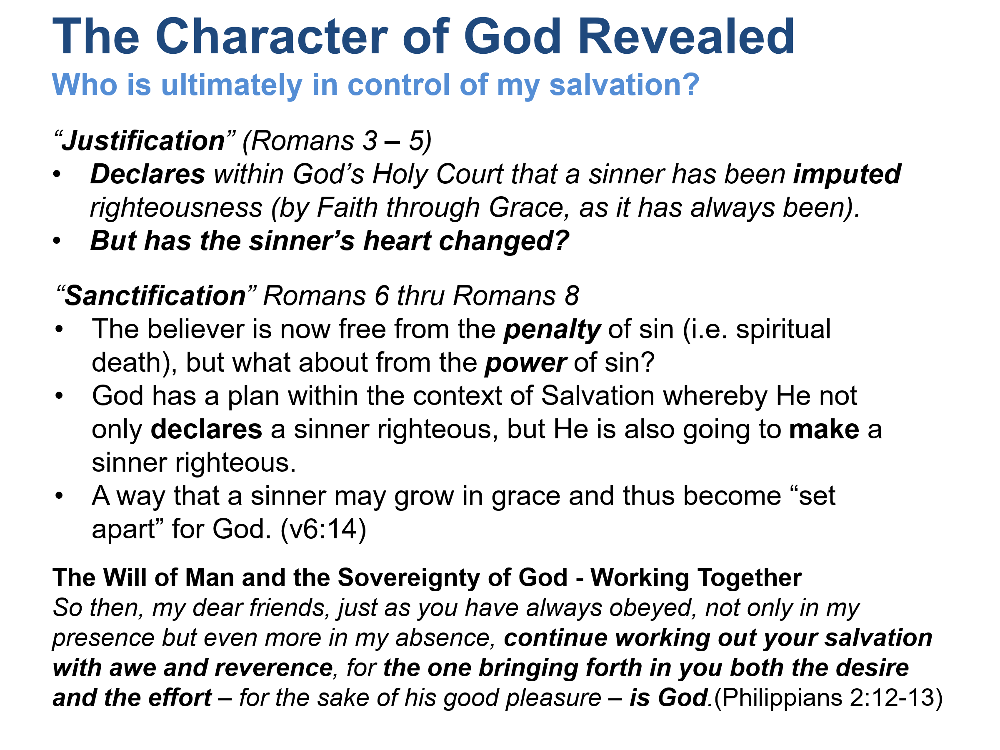 The Character of God Revealed
Who is ultimately in control of my salvation?
“Justification” (Romans 3 – 5)
• Declares within God’s Holy Court that a sinner has been imputed
righteousness (by Faith through Grace, as it has always been).
• But has the sinner’s heart changed?
“Sanctification” Romans 6 thru Romans 8
• The believer is now free from the penalty of sin (i.e. spiritual
death), but what about from the power of sin?
• God has a plan within the context of Salvation whereby He not
only declares a sinner righteous, but He is also going to make a
sinner righteous.
• A way that a sinner may grow in grace and thus become “set
apart” for God. (v6:14)
The Will of Man and the Sovereignty of God - Working Together
So then, my dear friends, just as you have always obeyed, not only in my
presence but even more in my absence, continue working out your salvation
with awe and reverence, for the one bringing forth in you both the desire
and the effort – for the sake of his good pleasure – is God.(Philippians 2:12-13)